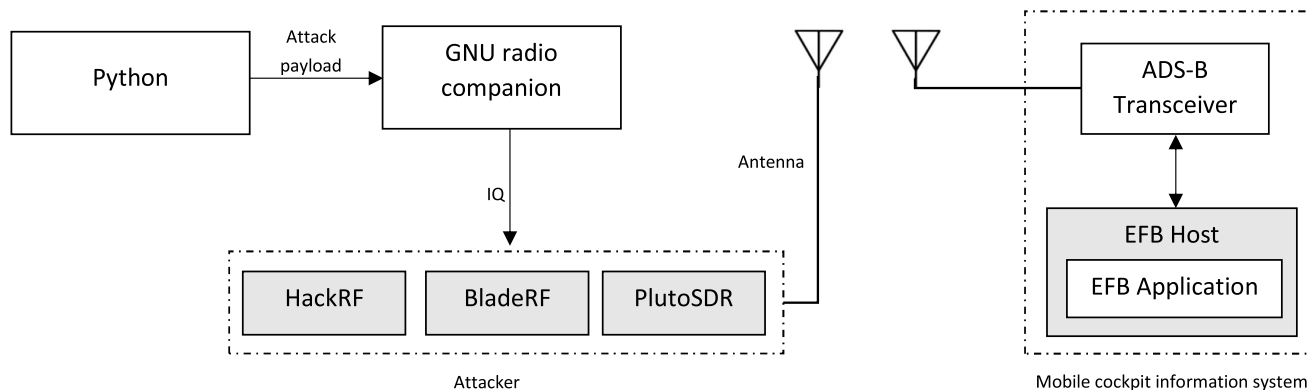 Python
Attack
payload
GNU radio
companion
IQ
HackRF
BladeRF
PlutoSDR
Attacker
Antenna
ADS-B
Transceiver
EFB Host
EFB Application
Mobile cockpit information system